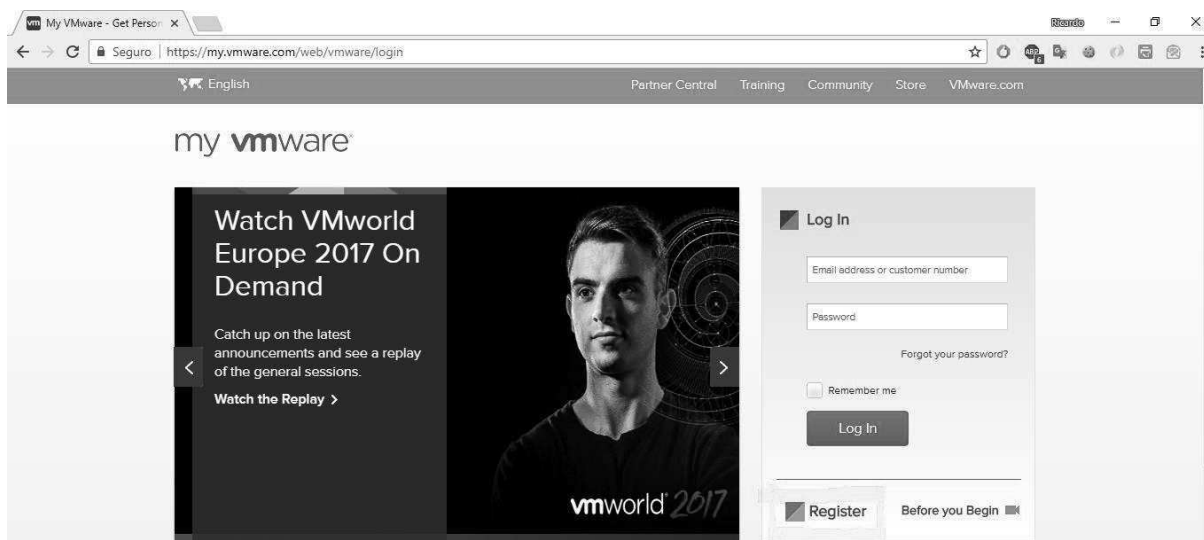 My VMware - Get Person
Ricardo
Seguro | https://my.vmware.com/web/vmware/login
ABP
6
English
Partner Central Training Community Store VMware.com
my vmware
Watch VMworld
Europe 2017 On
Demand
Catch up on the latest
announcements and see a replay
of the general sessions.
Watch the Replay >
vmworld 2017
Log In
Email address or customer number
Password
Forgot your password?
Remember me
Log In
Register
Before you Begin